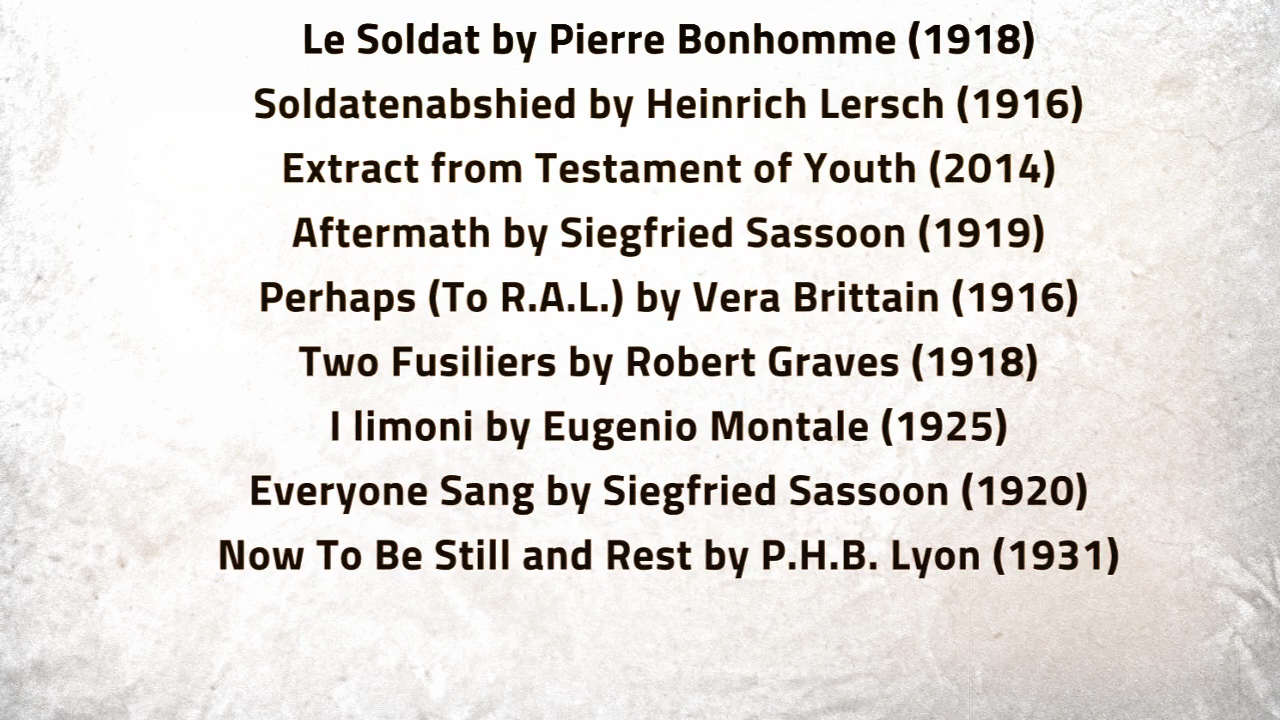 Le Soldat by Pierre Bonhomme (1918)
Soldatenabshied by Heinrich Lersch (1916)
Extract from Testament of Youth (2014)
Aftermath by Siegfried Sassoon (1919)
Perhaps (To R.A.L.) by Vera Brittain (1916)
Two Fusiliers by Robert Graves (1918)
I limoni by Eugenio Montale (1925)
Everyone Sang by Siegfried Sassoon (1920)
Now To Be Still and Rest by P.H.B. Lyon (1931)